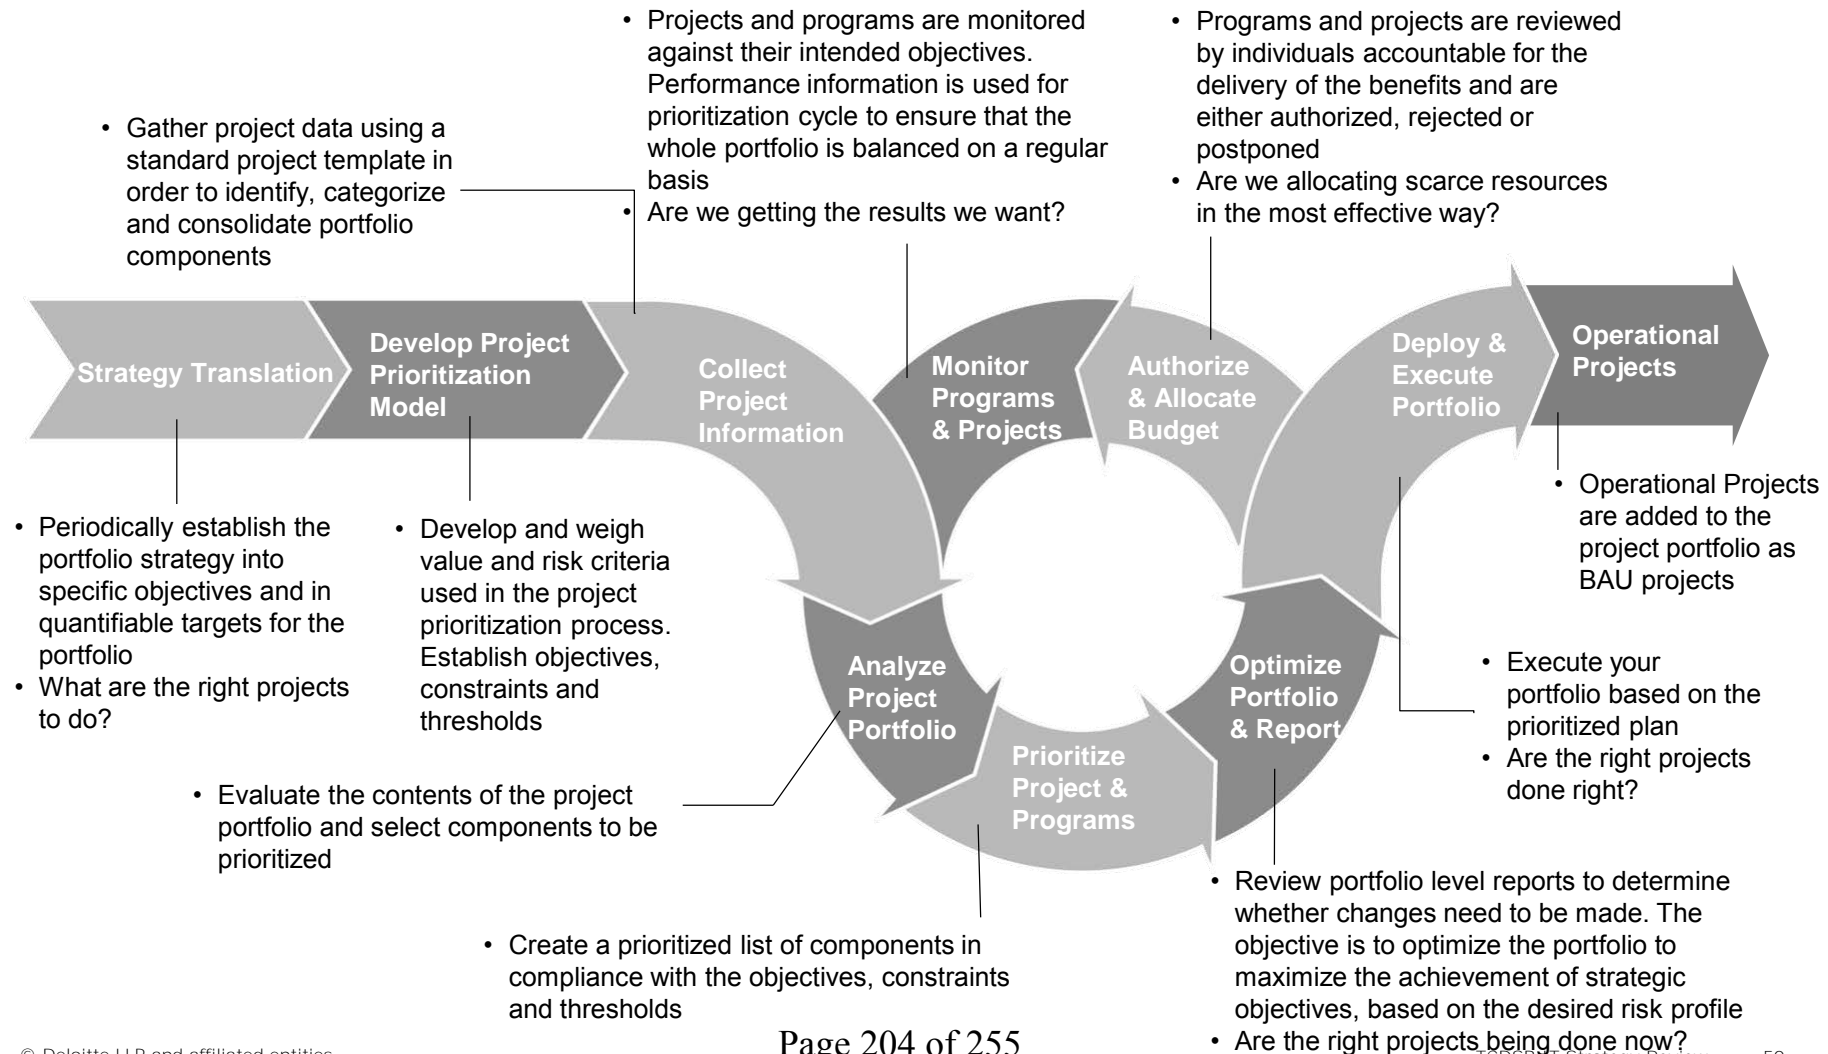 • Projects and programs are monitored
against their intended objectives.
Performance information is used for
prioritization cycle to ensure that the
whole portfolio is balanced on a regular
basis
• Are we getting the results we want?
• Programs and projects are reviewed
by individuals accountable for the
delivery of the benefits and are
either authorized, rejected or
postponed
• Are we allocating scarce resources
in the most effective way?
• Gather project data using a
standard project template in
order to identify, categorize
and consolidate portfolio
components
Strategy Translation
Develop Project
Prioritization
Model
Collect
Project
Information
Monitor
Programs
& Projects
Authorize
& Allocate
Budget
Deploy &
Execute
Portfolio
Operational
Projects
• Periodically establish the
portfolio strategy into
specific objectives and in
quantifiable targets for the
portfolio
• What are the right projects
to do?
• Develop and weigh
value and risk criteria
used in the project
prioritization process.
Establish objectives,
constraints and
thresholds
• Operational Projects
are added to the
project portfolio as
BAU projects
Analyze
Project
Portfolio
Prioritize
Project &
Programs
Optimize
Portfolio
& Report
• Execute your
portfolio based on the
prioritized plan
• Are the right projects
done right?
• Evaluate the contents of the project
portfolio and select components to be
prioritized
• Create a prioritized list of components in
compliance with the objectives, constraints
and thresholds
• Review portfolio level reports to determine
whether changes need to be made. The
objective is to optimize the portfolio to
maximize the achievement of strategic
objectives, based on the desired risk profile
• Are the right projects being done now?
© Deloitte LLP and affiliated entities
Page 204 of 255
Strategy Review